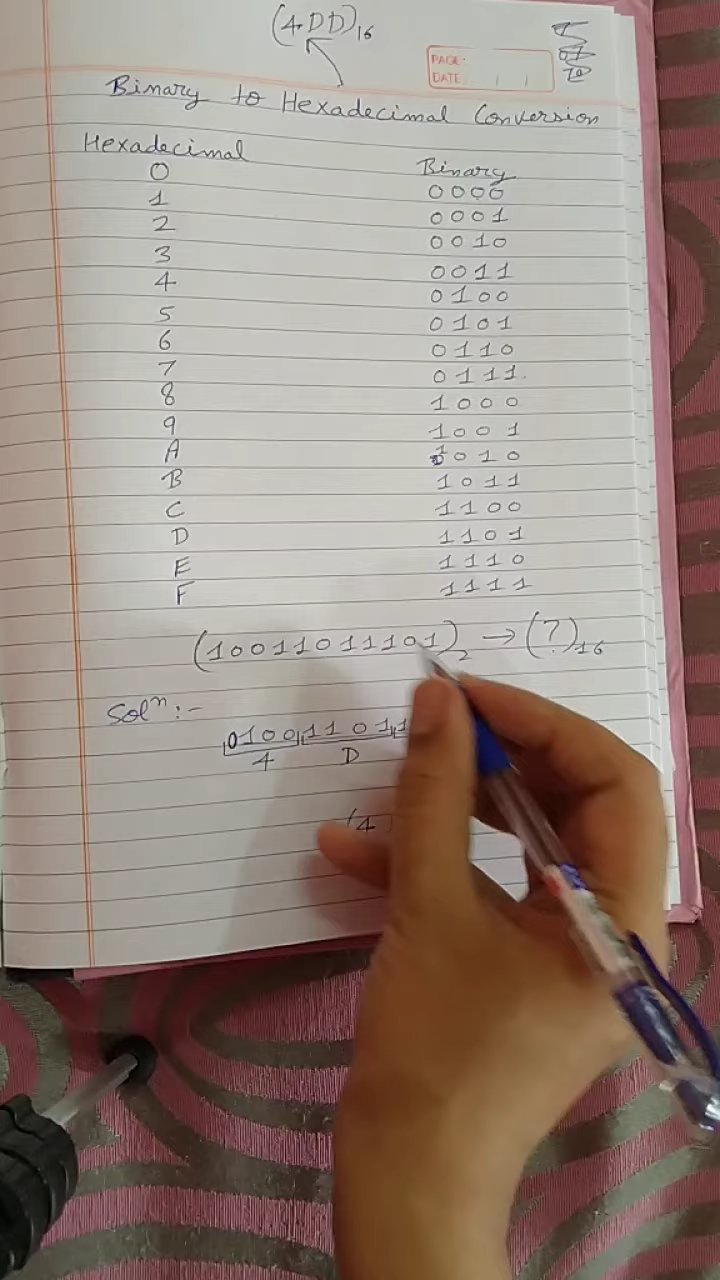 (4DD)16
PAGE:
DATE:
Binary to Hexadecimal Conversion
Hexadecimal Binary
0 0000
1 0001
2 0010
3 0011
4 0100
5 0101
6 0110
7 0111
8 1000
9 1001
A 1010
B 1011
C 1100
D 1101
E 1110
F 1111
(10011011101)2 → (?)16
Solⁿ :-
0100 1101 1
4 D
(4